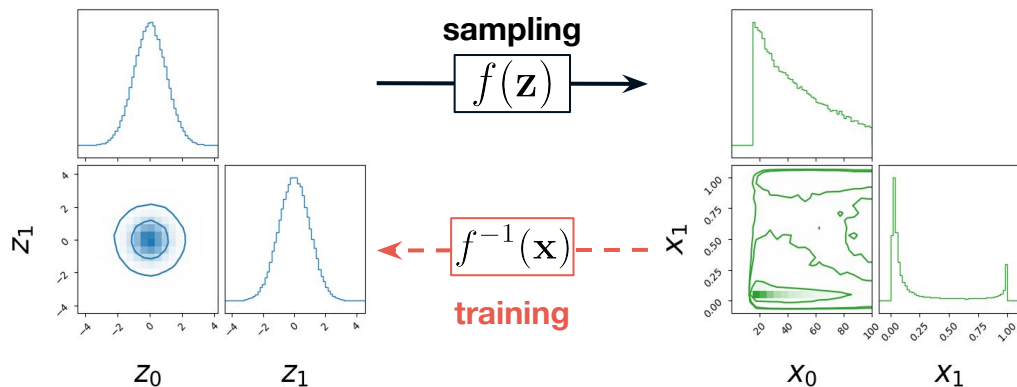 sampling
f(z)
z₁
4
2
0
−2
−4
−4 −2 0 2 4
−4 −2 0 2 4
z₀
z₁
f⁻¹(x)
training
x₁
1.00
0.75
0.50
0.25
0.00
20 40 60 80 100
0.00 0.25 0.50 0.75 1.00
x₀
x₁